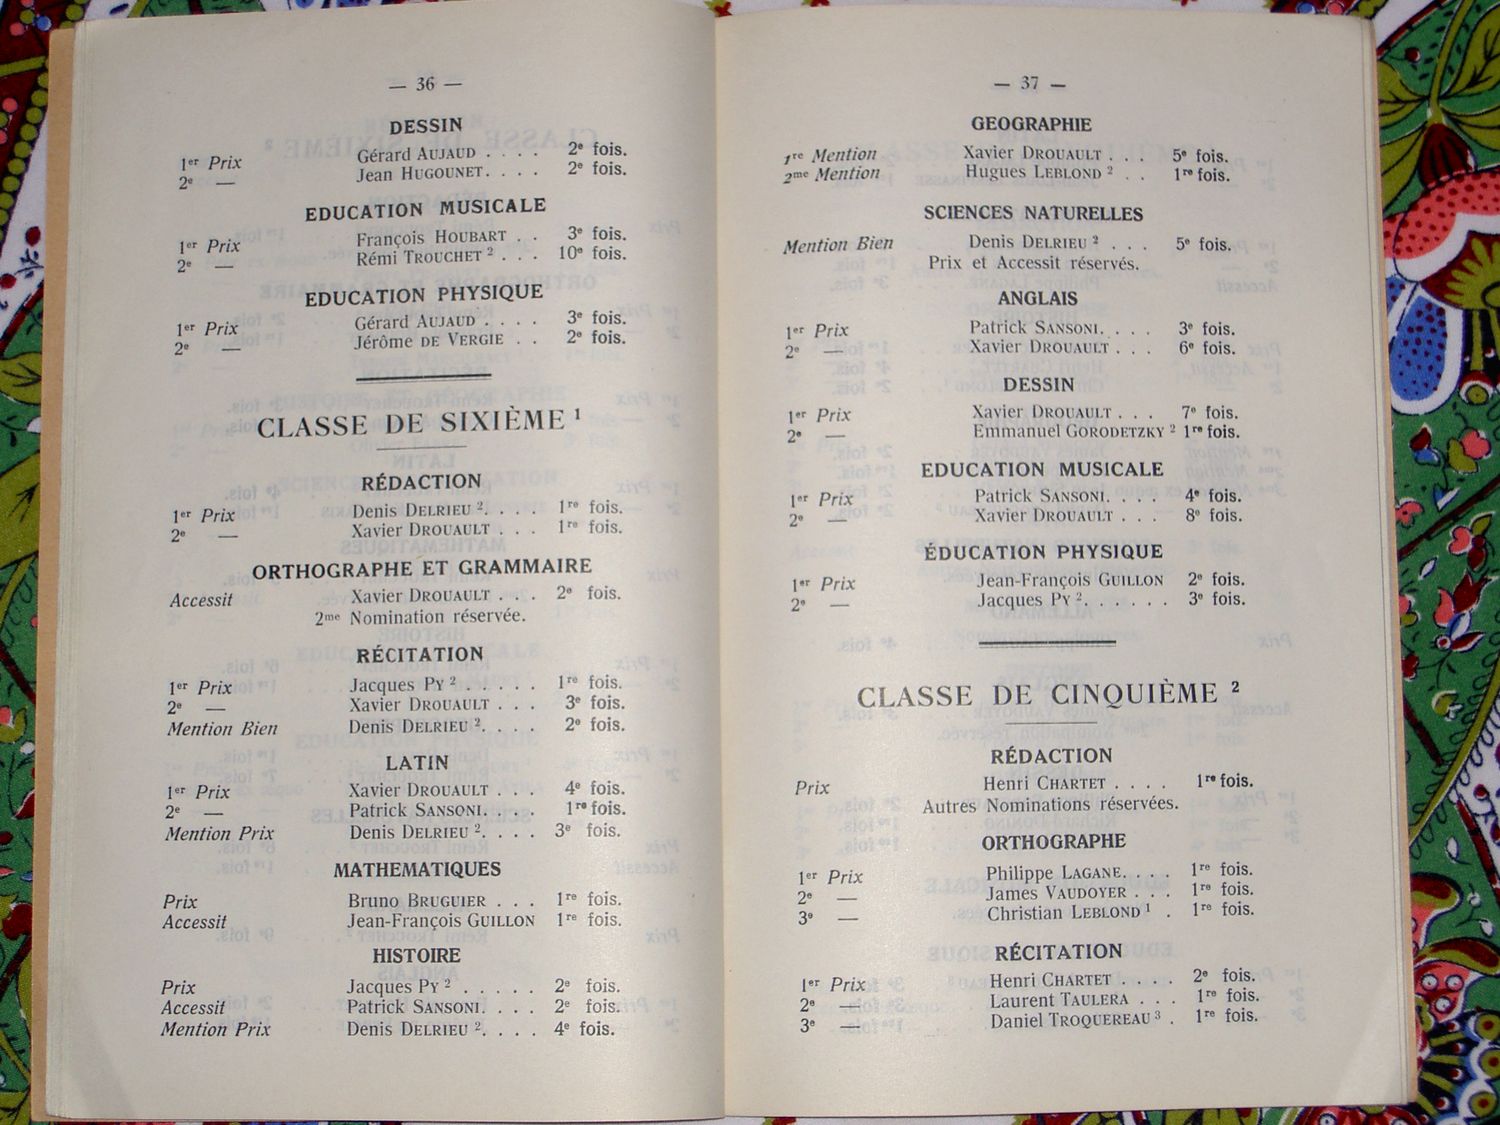 — 36 —
DESSIN
1er Prix Gérard AUJAUD . . . . 2e fois.
2e — Jean HUGOUNET. . . . 2e fois.
EDUCATION MUSICALE
1er Prix François HOUBART . . 3e fois.
2e — Rémi TROUCHET 2 . . . 10e fois.
EDUCATION PHYSIQUE
1er Prix Gérard AUJAUD . . . . 3e fois.
2e — Jérôme DE VERGIE . . 2e fois.
CLASSE DE SIXIÈME 1
RÉDACTION
1er Prix Denis DELRIEU 2. . . . 1re fois.
2e — Xavier DROUAULT . . . 1re fois.
ORTHOGRAPHE ET GRAMMAIRE
Accessit Xavier DROUAULT . . . 2e fois.
2me Nomination réservée.
RÉCITATION
1er Prix Jacques PY 2 . . . . . 1re fois.
2e — Xavier DROUAULT . . . 3e fois.
Mention Bien Denis DELRIEU 2. . . . 2e fois.
LATIN
1er Prix Xavier DROUAULT . . . 4e fois.
2e — Patrick SANSONI. . . . 1re fois.
Mention Prix Denis DELRIEU 2. . . . 3e fois.
MATHEMATIQUES
Prix Bruno BRUGUIER . . . 1re fois.
Accessit Jean-François GUILLON 1re fois.
HISTOIRE
Prix Jacques PY 2 . . . . . 2e fois.
Accessit Patrick SANSONI. . . . 2e fois.
Mention Prix Denis DELRIEU 2. . . . 4e fois.
— 37 —
GEOGRAPHIE
1re Mention Xavier DROUAULT . . . 5e fois.
2me Mention Hugues LEBLOND 2 . . 1re fois.
SCIENCES NATURELLES
Mention Bien Denis DELRIEU 2 . . . 5e fois.
Prix et Accessit réservés.
ANGLAIS
1er Prix Patrick SANSONI. . . . 3e fois.
2e — Xavier DROUAULT . . . 6e fois.
DESSIN
1er Prix Xavier DROUAULT . . . 7e fois.
2e — Emmanuel GORODETZKY 2 1re fois.
EDUCATION MUSICALE
1er Prix Patrick SANSONI. . . . 4e fois.
2e — Xavier DROUAULT . . . 8e fois.
ÉDUCATION PHYSIQUE
1er Prix Jean-François GUILLON 2e fois.
2e — Jacques PY 2. . . . . . 3e fois.
CLASSE DE CINQUIÈME 2
RÉDACTION
Prix Henri CHARTET . . . . 1re fois.
Autres Nominations réservées.
ORTHOGRAPHE
1er Prix Philippe LAGANE. . . . 1re fois.
2e — James VAUDOYER . . . 1re fois.
3e — Christian LEBLOND 1 . 1re fois.
RÉCITATION
1er Prix Henri CHARTET . . . . 2e fois.
2e — Laurent TAULERA . . . 1re fois.
3e — Daniel TROQUEREAU 3 . 1re fois.